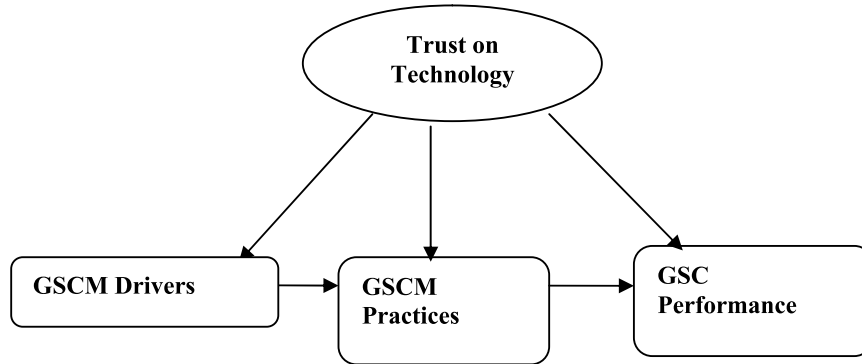 Trust on
Technology
GSCM Drivers
GSCM
Practices
GSC
Performance